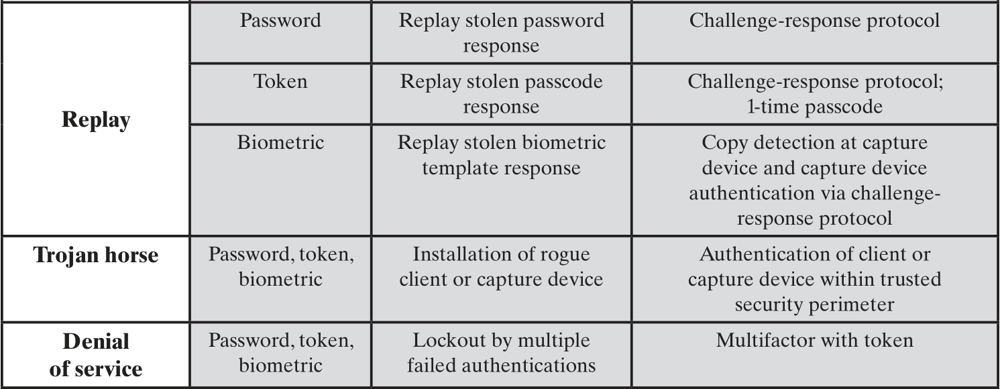 Replay
Password
Replay stolen password
response
Challenge-response protocol
Token
Replay stolen passcode
response
Challenge-response protocol;
1-time passcode
Biometric
Replay stolen biometric
template response
Copy detection at capture
device and capture device
authentication via challenge-
response protocol
Trojan horse
Password, token,
biometric
Installation of rogue
client or capture device
Authentication of client or
capture device within trusted
security perimeter
Denial
of service
Password, token,
biometric
Lockout by multiple
failed authentications
Multifactor with token